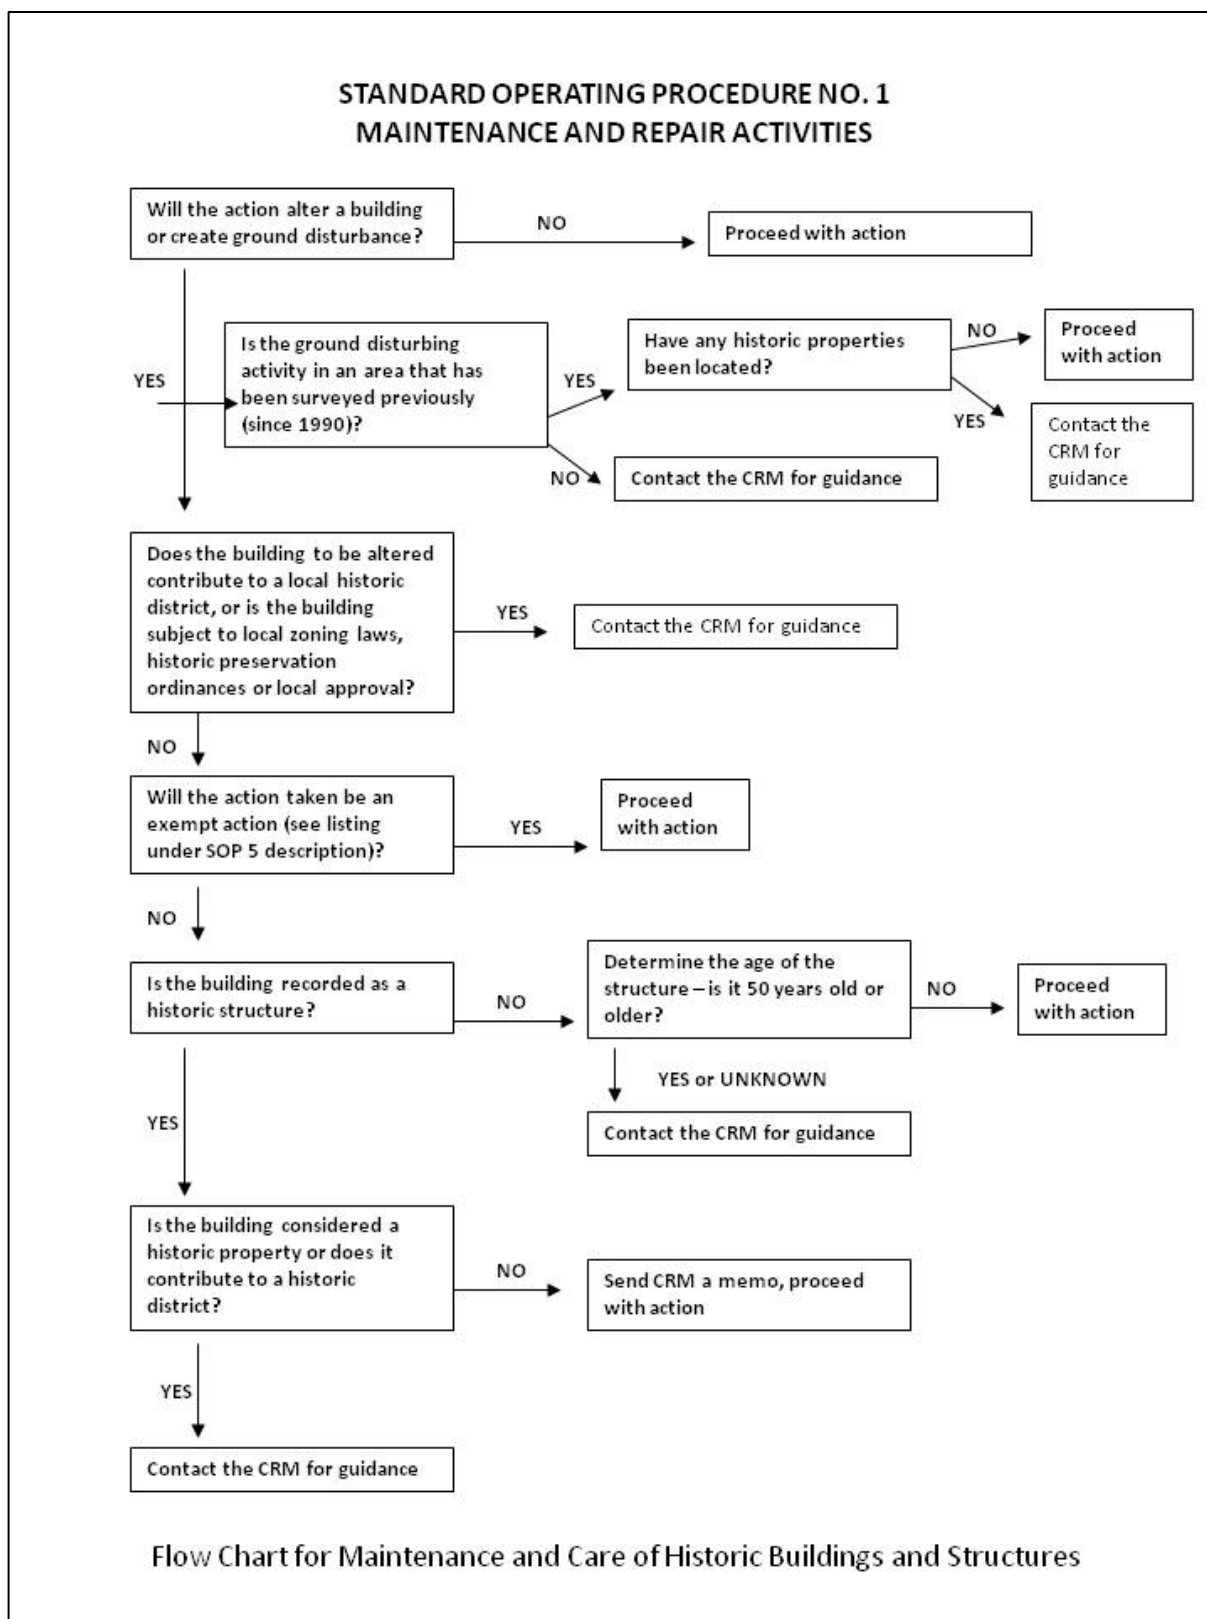 STANDARD OPERATING PROCEDURE NO. 1
MAINTENANCE AND REPAIR ACTIVITIES
Will the action alter a building
or create ground disturbance?
NO
Proceed with action
YES
Is the ground disturbing
activity in an area that has
been surveyed previously
(since 1990)?
YES
Have any historic properties
been located?
NO
Proceed
with action
YES
Contact the
CRM for
guidance
NO
Contact the CRM for guidance
Does the building to be altered
contribute to a local historic
district, or is the building
subject to local zoning laws,
historic preservation
ordinances or local approval?
YES
Contact the CRM for guidance
NO
Will the action taken be an
exempt action (see listing
under SOP 5 description)?
YES
Proceed
with action
NO
Is the building recorded as a
historic structure?
NO
Determine the age of the
structure – is it 50 years old or
older?
NO
Proceed
with action
YES or UNKNOWN
Contact the CRM for guidance
YES
Is the building considered a
historic property or does it
contribute to a historic
district?
NO
Send CRM a memo, proceed
with action
YES
Contact the CRM for guidance
Flow Chart for Maintenance and Care of Historic Buildings and Structures